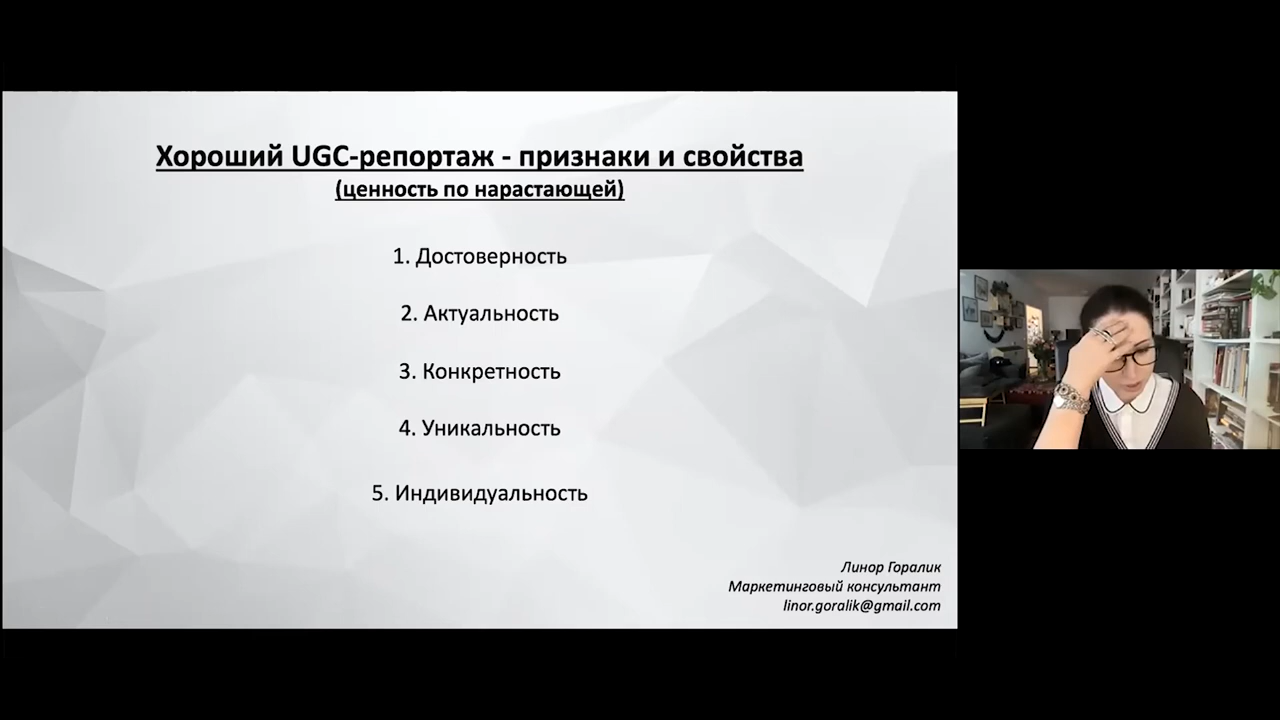 Хороший UGC-репортаж - признаки и свойства
(ценность по нарастающей)
1. Достоверность
2. Актуальность
3. Конкретность
4. Уникальность
5. Индивидуальность
Линор Горалик
Маркетинговый консультант
linor.goralik@gmail.com